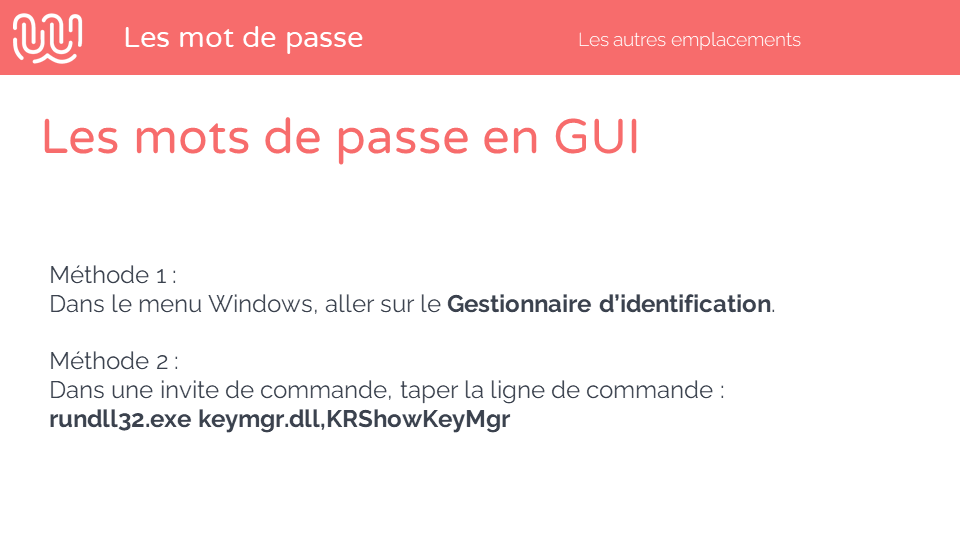 Les mot de passe
Les autres emplacements
Les mots de passe en GUI
Méthode 1 :
Dans le menu Windows, aller sur le Gestionnaire d’identification.
Méthode 2 :
Dans une invite de commande, taper la ligne de commande :
rundll32.exe keymgr.dll,KRShowKeyMgr